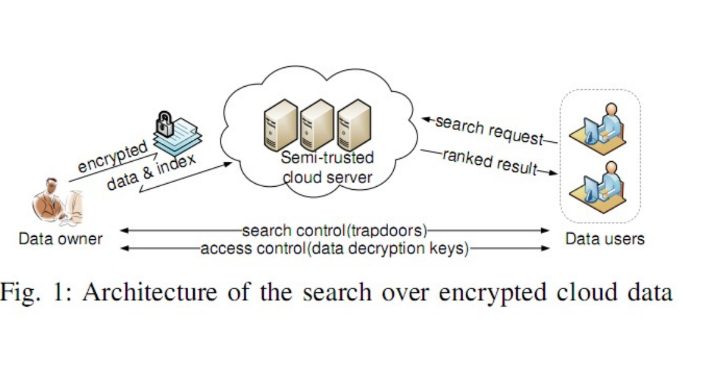 encrypted
data & index
Semi-trusted
cloud server
search request
ranked result
Data owner
search control(trapdoors)
access control(data decryption keys)
Data users
Fig. 1: Architecture of the search over encrypted cloud data